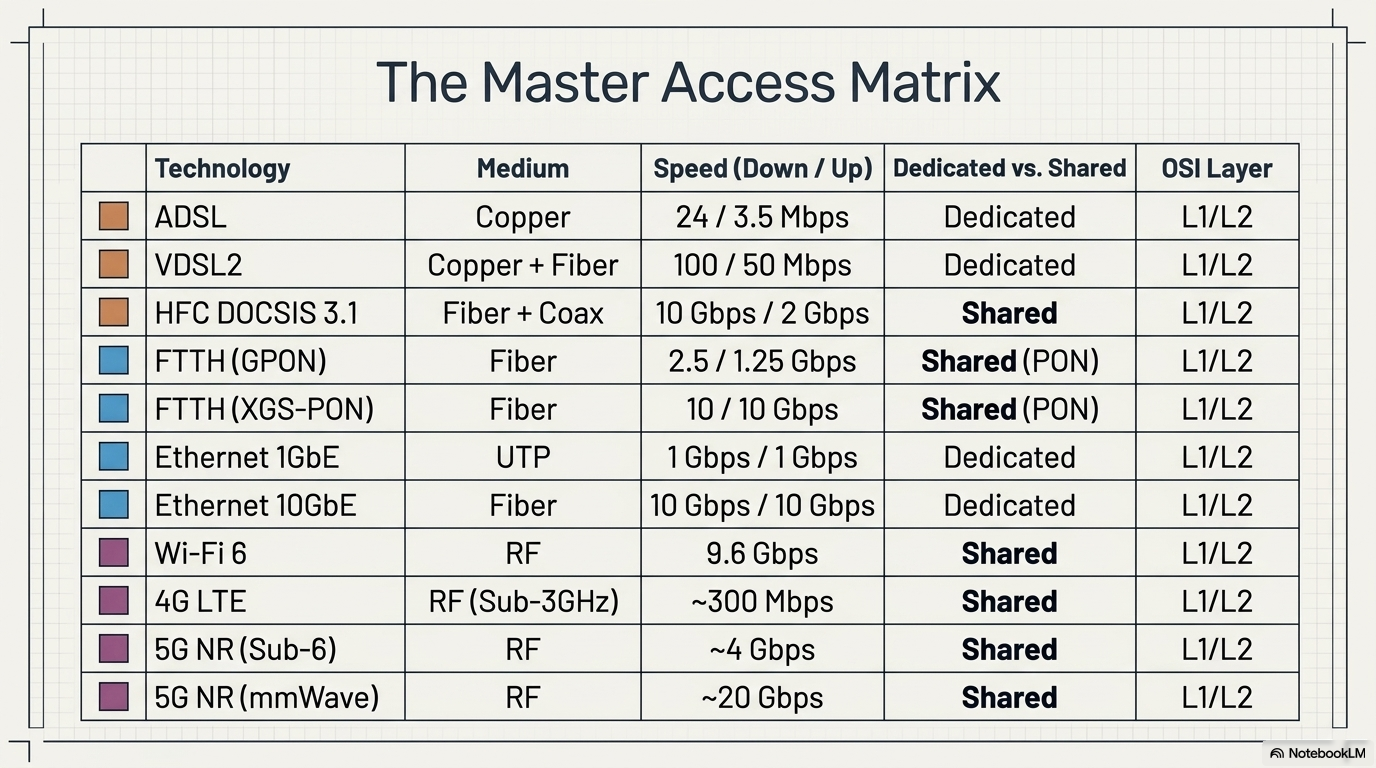 The Master Access Matrix
Technology Medium Speed (Down / Up) Dedicated vs. Shared OSI Layer
ADSL Copper 24 / 3.5 Mbps Dedicated L1/L2
VDSL2 Copper + Fiber 100 / 50 Mbps Dedicated L1/L2
HFC DOCSIS 3.1 Fiber + Coax 10 Gbps / 2 Gbps Shared L1/L2
FTTH (GPON) Fiber 2.5 / 1.25 Gbps Shared (PON) L1/L2
FTTH (XGS-PON) Fiber 10 / 10 Gbps Shared (PON) L1/L2
Ethernet 1GbE UTP 1 Gbps / 1 Gbps Dedicated L1/L2
Ethernet 10GbE Fiber 10 Gbps / 10 Gbps Dedicated L1/L2
Wi-Fi 6 RF 9.6 Gbps Shared L1/L2
4G LTE RF (Sub-3GHz) ~300 Mbps Shared L1/L2
5G NR (Sub-6) RF ~4 Gbps Shared L1/L2
5G NR (mmWave) RF ~20 Gbps Shared L1/L2
NotebookLM